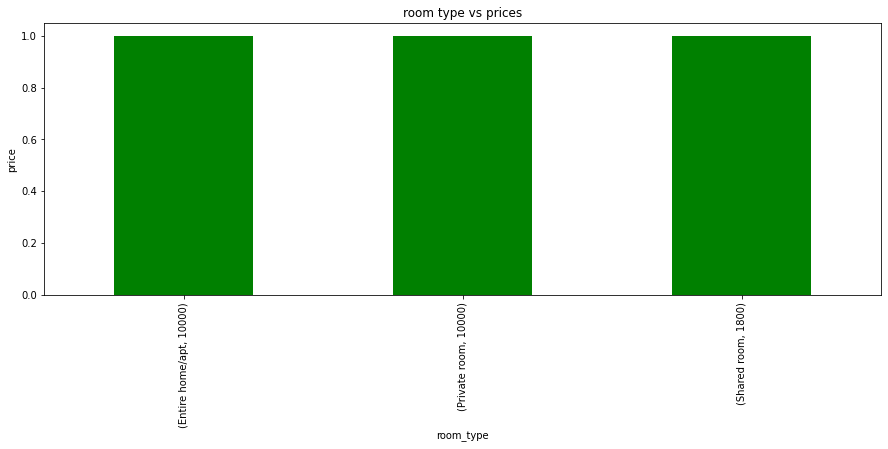 room type vs prices
price
1.0
0.8
0.6
0.4
0.2
0.0
(Entire home/apt, 10000)
(Private room, 10000)
(Shared room, 1800)
room_type